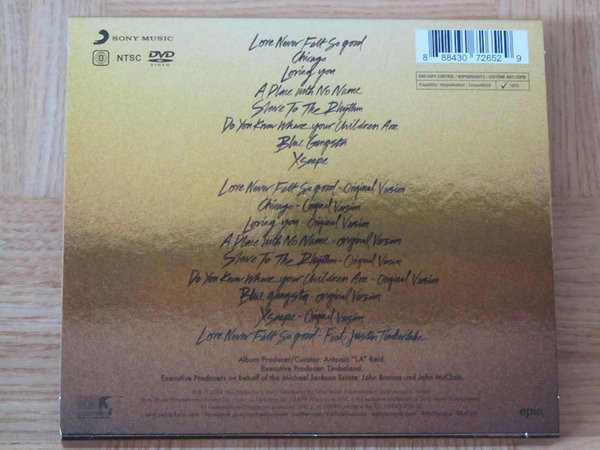 SONY MUSIC
0 NTSC DVD VIDEO
Love Never Felt So Good
Chicago
Loving you
A Place With No Name
Slave To The Rhythm
Do You Know Where your Children Are
Blue Gangsta
Xscape
8 88430 72652 9
Love Never Felt So Good - Original Version
Chicago - Original Version
Loving you - Original Version
A Place With No Name - original Version
Slave To The Rhythm - Original Version
Do You Know Where your Children Are - Original Version
Blue gangsta - original Version
Xscape - Original Version
Love Never Felt So Good - Feat. Justin Timberlake
Album Producer/Curator: Antonio "LA" Reid.
Executive Producer: Timbaland.
Executive Producers on behalf of the Michael Jackson Estate: John Branca and John McClain.
epic